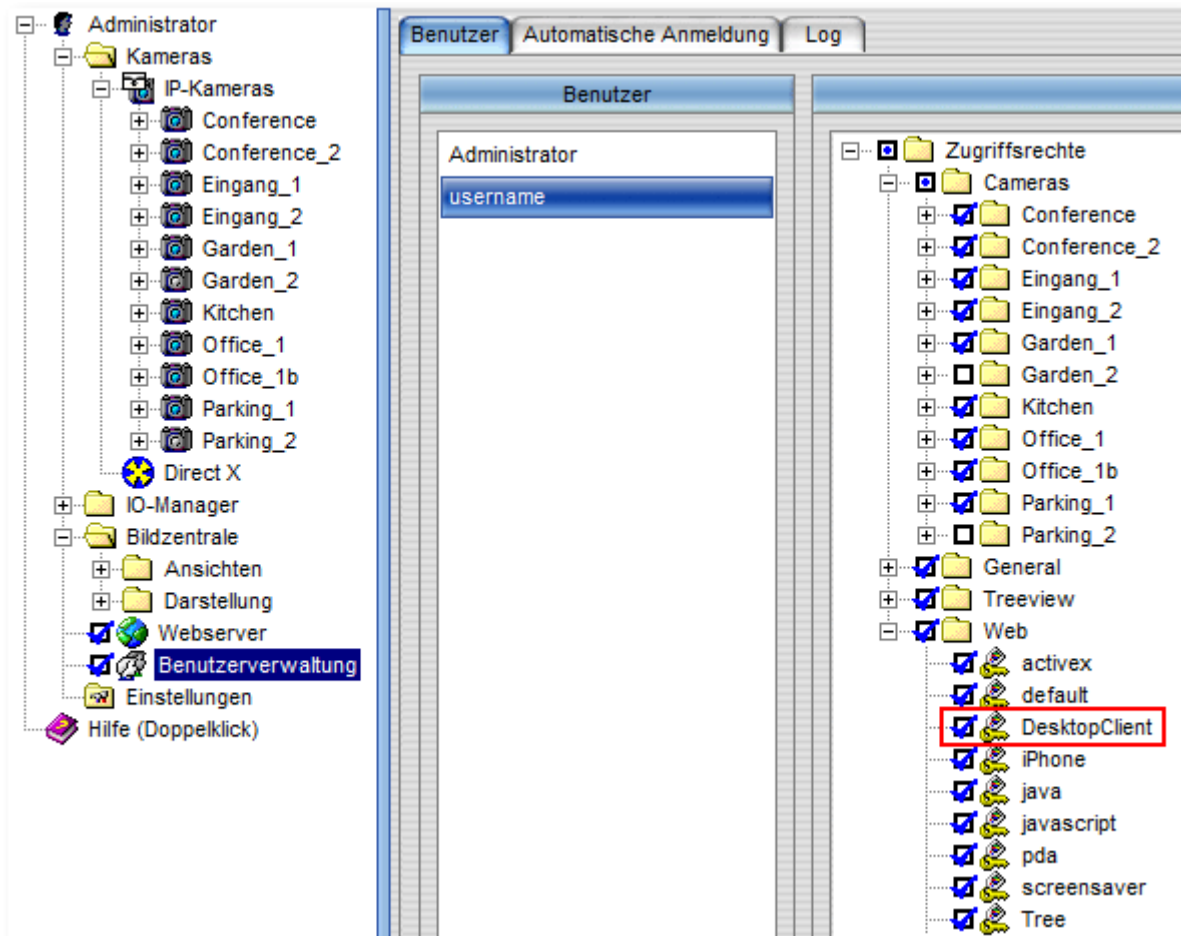 Administrator
Kameras
IP-Kameras
Conference
Conference_2
Eingang_1
Eingang_2
Garden_1
Garden_2
Kitchen
Office_1
Office_1b
Parking_1
Parking_2
Direct X
IO-Manager
Bildzentrale
Ansichten
Darstellung
Webserver
Benutzerverwaltung
Einstellungen
Hilfe (Doppelklick)
Benutzer
Automatische Anmeldung
Log
Benutzer
Administrator
username
Zugriffsrechte
Cameras
Conference
Conference_2
Eingang_1
Eingang_2
Garden_1
Garden_2
Kitchen
Office_1
Office_1b
Parking_1
Parking_2
General
Treeview
Web
activex
default
DesktopClient
iPhone
java
javascript
pda
screensaver
Tree